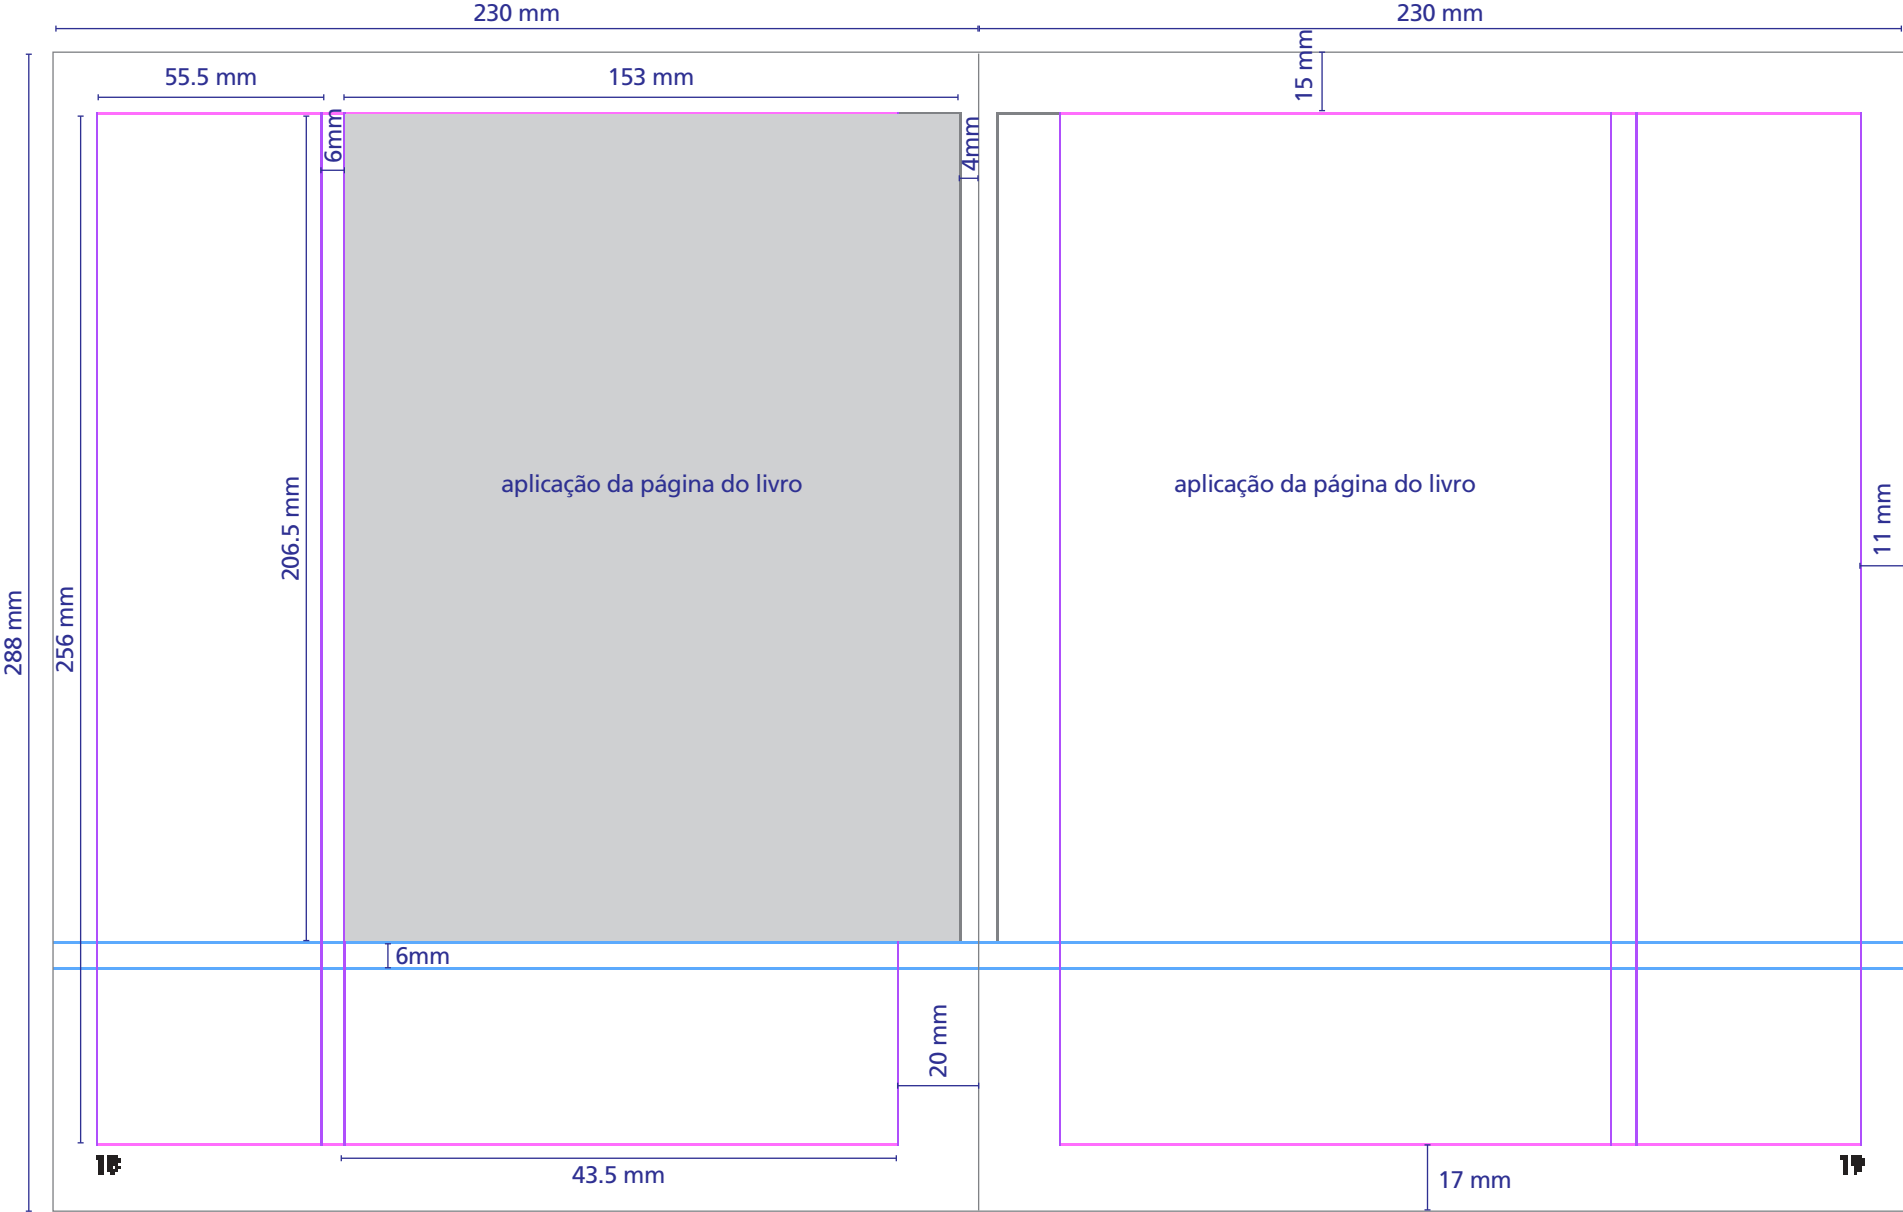 230 mm
230 mm
55.5 mm
153 mm
15 mm
6mm
4mm
aplicação da página do livro
aplicação da página do livro
206.5 mm
11 mm
288 mm
256 mm
6mm
20 mm
43.5 mm
17 mm